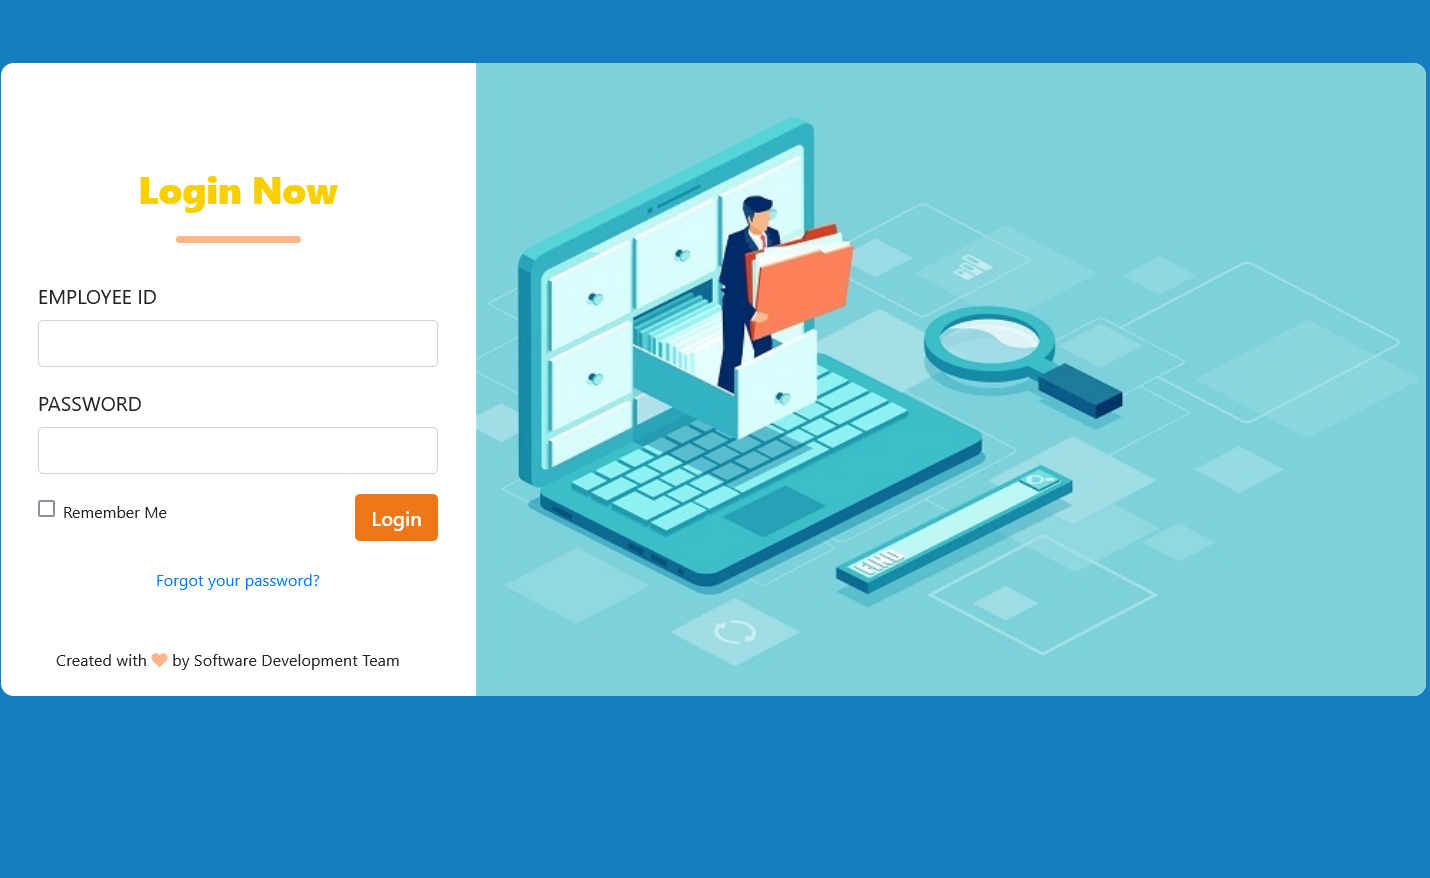 Login Now
EMPLOYEE ID
PASSWORD
Remember Me
Login
Forgot your password?
Created with by Software Development Team